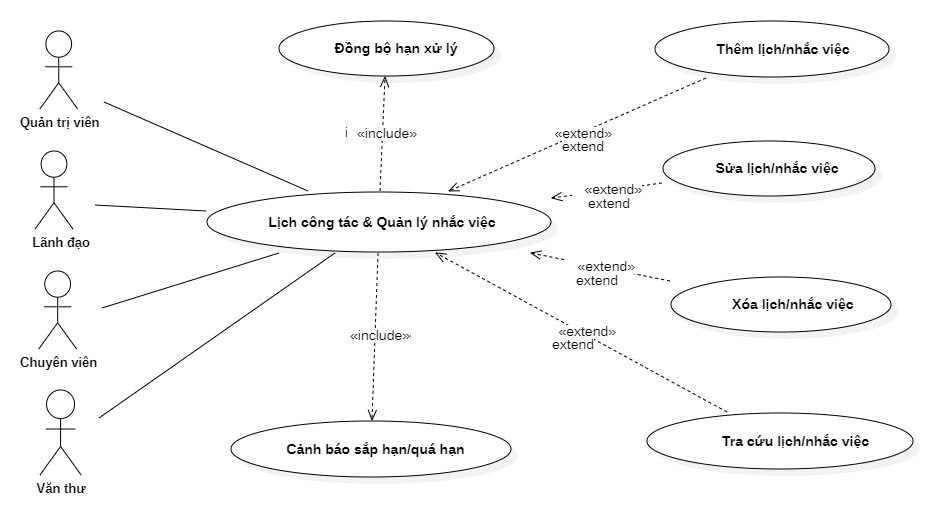 Đồng bộ hạn xử lý
Thêm lịch/nhắc việc
Quản trị viên
i «include»
«extend»
extend
Sửa lịch/nhắc việc
«extend»
extend
Lãnh đạo
Lịch công tác & Quản lý nhắc việc
«extend»
extend
Xóa lịch/nhắc việc
«include»
«extend»
extend
Chuyên viên
Cảnh báo sắp hạn/quá hạn
Tra cứu lịch/nhắc việc
Văn thư